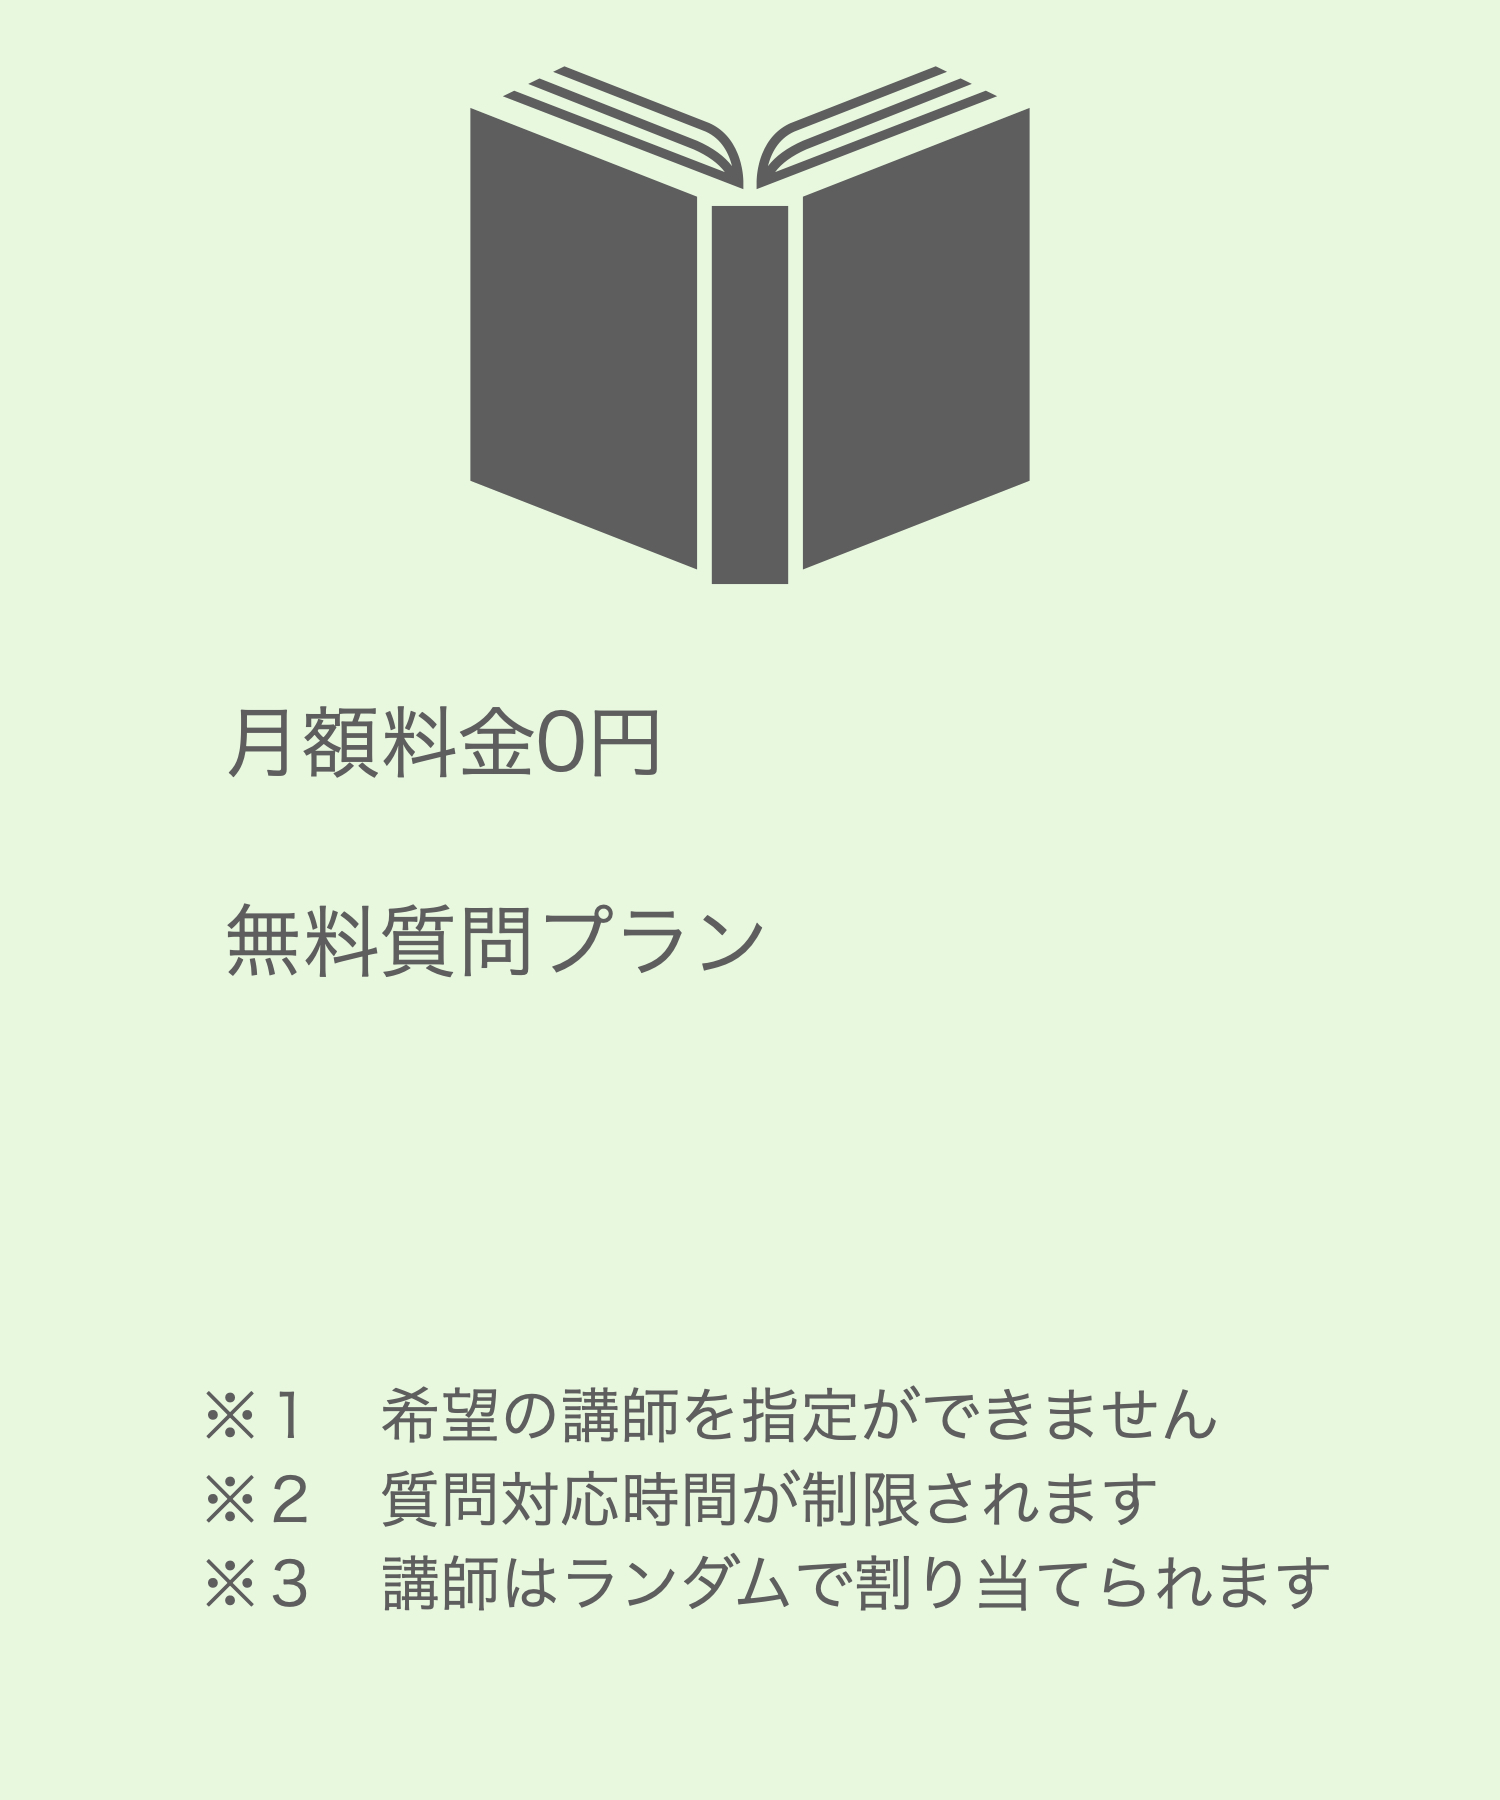 月額料金0円
無料質問プラン
※１　希望の講師を指定ができません
※２　質問対応時間が制限されます
※３　講師はランダムで割り当てられます